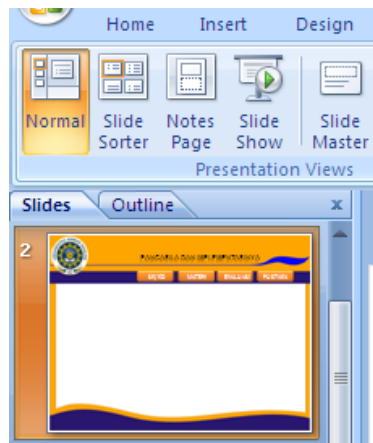 Home Insert Design
Normal Slide Sorter Notes Page Slide Show Slide Master
Presentation Views
Slides Outline x
2